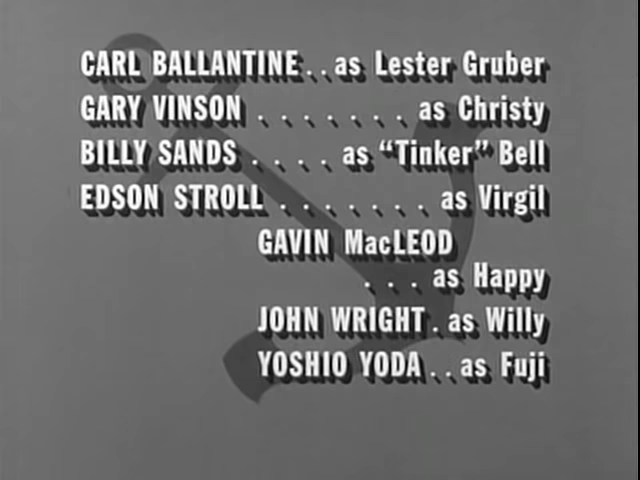 CARL BALLANTINE . . as Lester Gruber
GARY VINSON . . . . . . . as Christy
BILLY SANDS . . . . as “Tinker” Bell
EDSON STROLL . . . . . . . as Virgil
GAVIN MacLEOD
. . . as Happy
JOHN WRIGHT . as Willy
YOSHIO YODA . . as Fuji